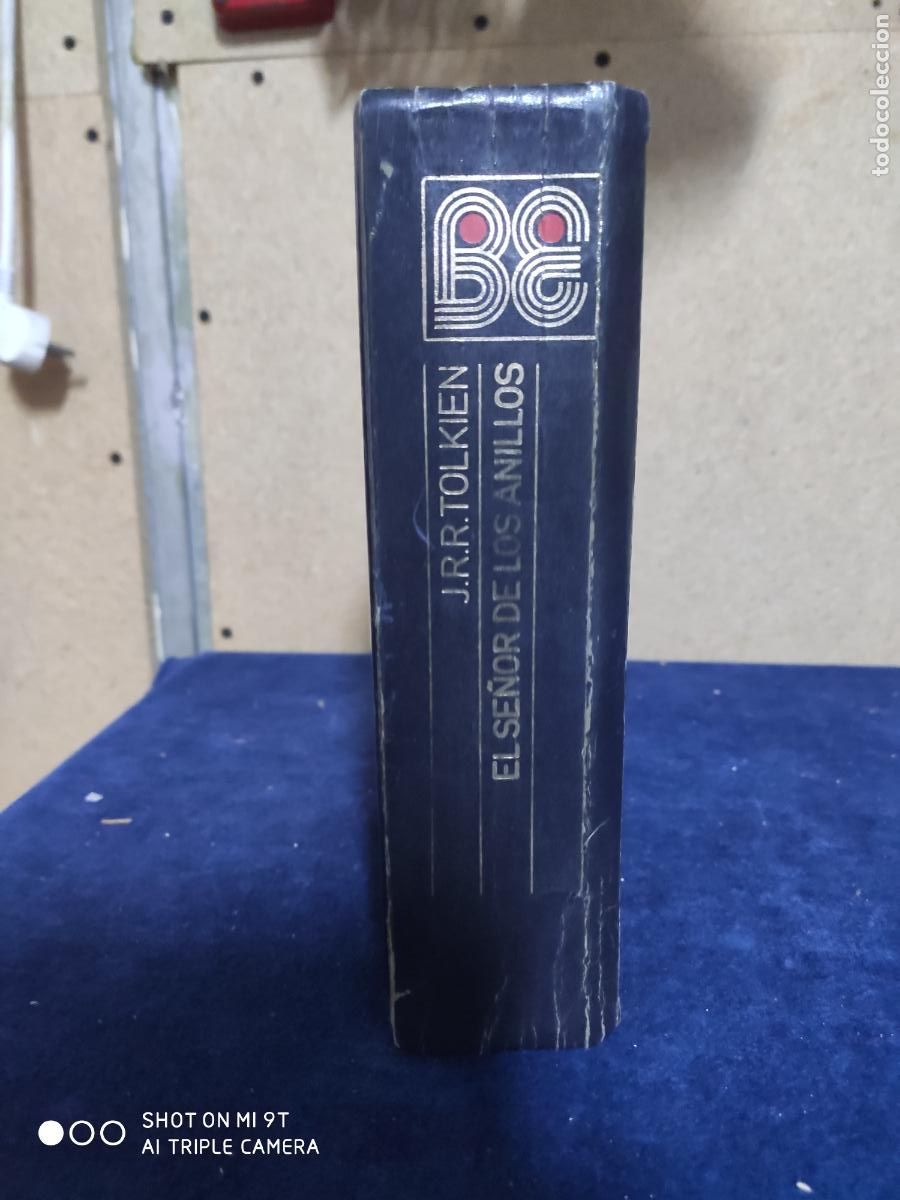 todocoleccion
BE
J.R.R.TOLKIEN
EL SEÑOR DE LOS ANILLOS
SHOT ON MI 9T
AI TRIPLE CAMERA